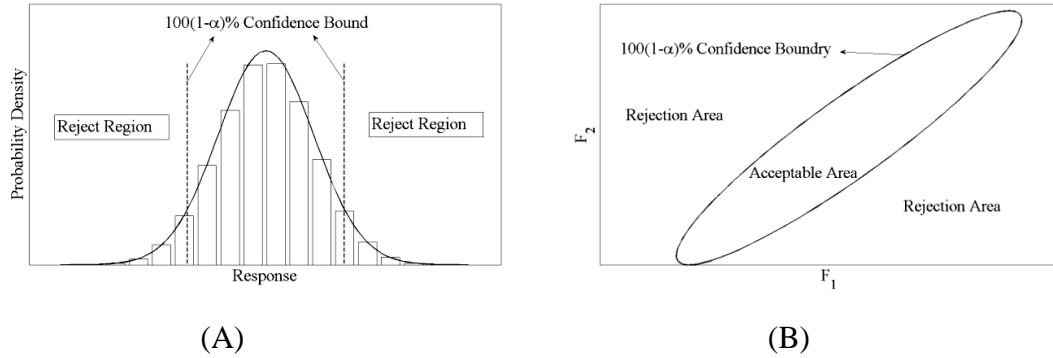 100(1-α)% Confidence Bound
Reject Region
Reject Region
Probability Density
Response
(A)
100(1-α)% Confidence Boundry
Rejection Area
Acceptable Area
Rejection Area
F2
F1
(B)